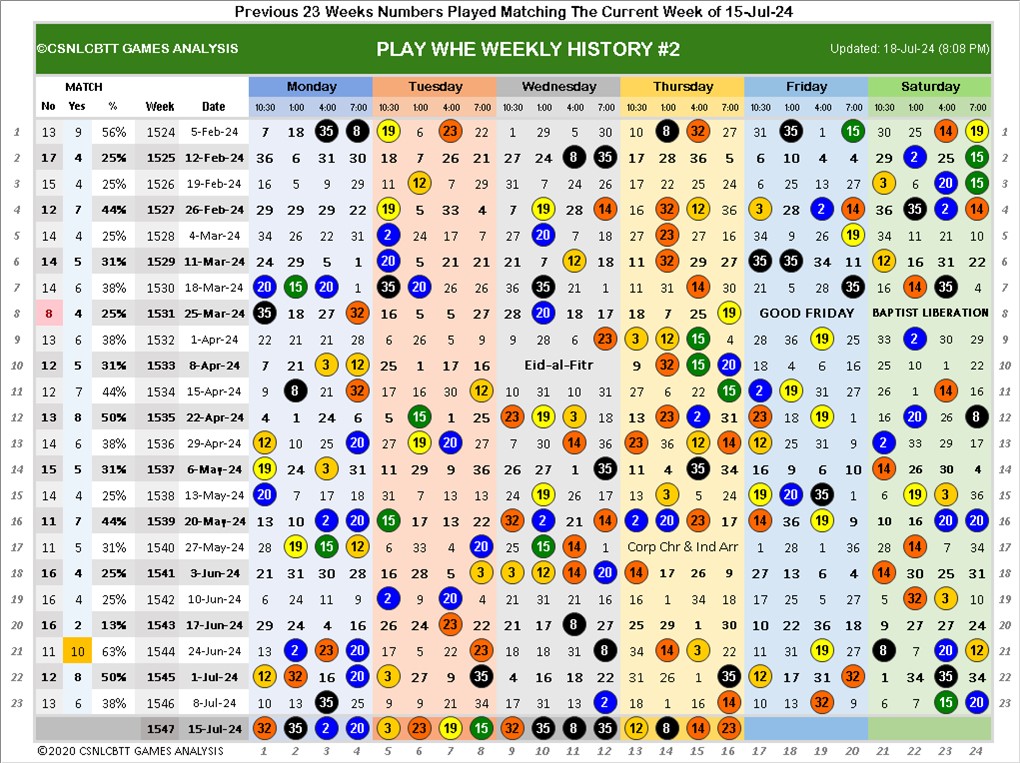 Previous 23 Weeks Numbers Played Matching The Current Week of 15-Jul-24
©CSNLCBTT GAMES ANALYSIS PLAY WHE WEEKLY HISTORY #2 Updated: 18-Jul-24 (8:08 PM)
MATCH Monday Tuesday Wednesday Thursday Friday Saturday
No Yes % Week Date 10:30 1:00 4:00 7:00 10:30 1:00 4:00 7:00 10:30 1:00 4:00 7:00 10:30 1:00 4:00 7:00 10:30 1:00 4:00 7:00 10:30 1:00 4:00 7:00
1 13 9 56% 1524 5-Feb-24 7 18 35 8 19 6 23 22 1 29 5 30 10 8 32 27 31 35 1 15 30 25 14 19 1
2 17 4 25% 1525 12-Feb-24 36 6 31 30 18 7 26 21 27 24 8 35 17 28 36 5 6 10 4 4 29 2 25 15 2
3 15 4 25% 1526 19-Feb-24 16 5 9 29 11 12 7 29 31 7 24 26 17 22 25 24 6 25 13 27 3 6 20 15 3
4 12 7 44% 1527 26-Feb-24 29 29 29 22 19 5 33 4 7 19 28 14 16 32 12 36 3 28 2 14 36 35 2 14 4
5 14 4 25% 1528 4-Mar-24 34 26 22 31 2 24 17 7 27 20 7 18 27 23 27 16 34 9 26 19 34 11 21 10 5
6 14 5 31% 1529 11-Mar-24 24 29 5 1 20 5 21 21 21 7 12 18 11 32 29 27 35 35 34 11 12 16 31 22 6
7 14 6 38% 1530 18-Mar-24 20 15 20 1 35 20 26 26 36 35 21 1 11 31 14 30 21 5 28 35 16 14 35 4 7
8 8 4 25% 1531 25-Mar-24 35 18 27 32 16 5 5 27 28 20 18 17 18 7 25 19 GOOD FRIDAY BAPTIST LIBERATION 8
9 13 6 38% 1532 1-Apr-24 22 21 21 28 6 26 5 9 9 28 6 23 3 12 15 4 28 36 19 25 33 2 30 29 9
10 12 5 31% 1533 8-Apr-24 7 21 3 12 25 1 17 16 Eid-al-Fitr 9 32 15 20 18 4 6 16 25 10 1 22 10
11 12 7 44% 1534 15-Apr-24 11 8 21 32 11 16 30 12 10 31 10 31 27 6 22 15 2 19 31 27 26 1 14 16 11
12 13 8 50% 1535 22-Apr-24 4 1 24 6 5 15 1 25 23 19 3 18 13 23 2 31 23 18 19 1 16 20 26 8 12
13 14 6 38% 1536 29-Apr-24 12 10 25 20 27 19 20 27 7 30 14 36 23 36 12 14 12 25 31 9 2 33 29 17 13
14 15 5 31% 1537 6-May-24 19 24 3 31 11 29 9 36 26 27 1 35 11 4 35 34 16 9 6 10 14 26 30 4 14
15 14 4 25% 1538 13-May-24 20 7 17 18 31 7 13 13 24 19 26 17 13 3 5 24 19 20 35 1 6 19 3 36 15
16 11 7 44% 1539 20-May-24 13 10 2 20 15 17 13 22 32 2 21 14 2 20 23 17 14 36 19 9 10 16 20 20 16
17 11 5 31% 1540 27-May-24 28 19 15 12 6 33 4 20 25 15 14 1 Corp Chr & Ind Arr 1 28 1 36 28 14 7 34 17
18 16 4 25% 1541 3-Jun-24 21 31 30 28 16 28 5 3 3 12 14 20 14 17 26 9 27 13 6 4 14 30 25 31 18
19 16 4 25% 1542 10-Jun-24 6 24 11 9 2 9 20 4 21 31 21 16 16 1 34 18 17 25 5 27 16 32 3 10 19
20 16 2 13% 1543 17-Jun-24 29 24 4 16 26 24 23 22 21 17 8 27 25 29 1 30 10 22 36 18 9 27 27 24 20
21 11 10 63% 1544 24-Jun-24 13 2 23 20 17 5 22 23 11 18 31 8 34 14 3 34 11 31 19 27 8 7 20 12 21
22 12 8 50% 1545 1-Jul-24 12 32 16 20 3 27 9 35 4 16 18 22 31 26 1 35 12 17 31 32 1 34 35 34 22
23 13 6 38% 1546 8-Jul-24 10 13 35 25 9 9 21 34 17 31 13 2 18 1 16 14 10 13 32 9 6 7 15 20 23
1547 15-Jul-24 32 35 2 20 3 23 19 15 32 35 8 35 12 8 14 23
©2020 CSNLCBTT GAMES ANALYSIS 1 2 3 4 5 6 7 8 9 10 11 12 13 14 15 16 17 18 19 20 21 22 23 24